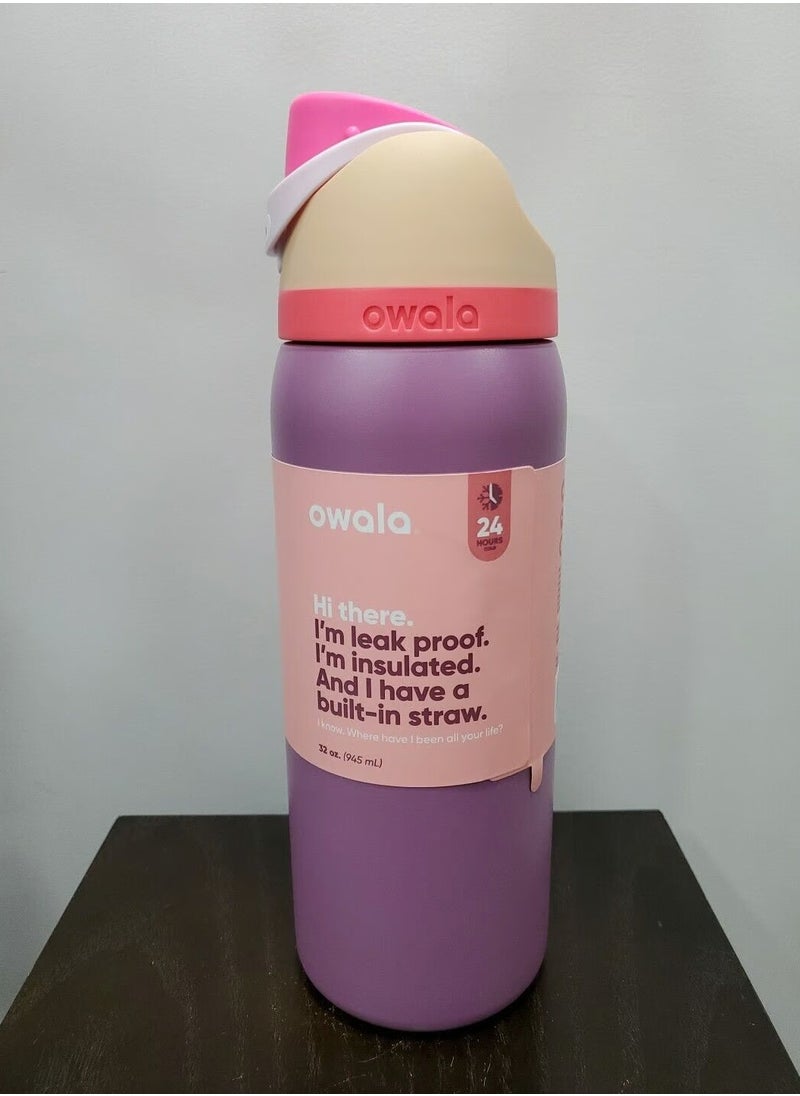 owala
owala
24
HOURS
COLD
Hi there.
I'm leak proof.
I'm insulated.
And I have a
built-in straw.
I know. Where have I been all your life?
32 oz. (945 mL)